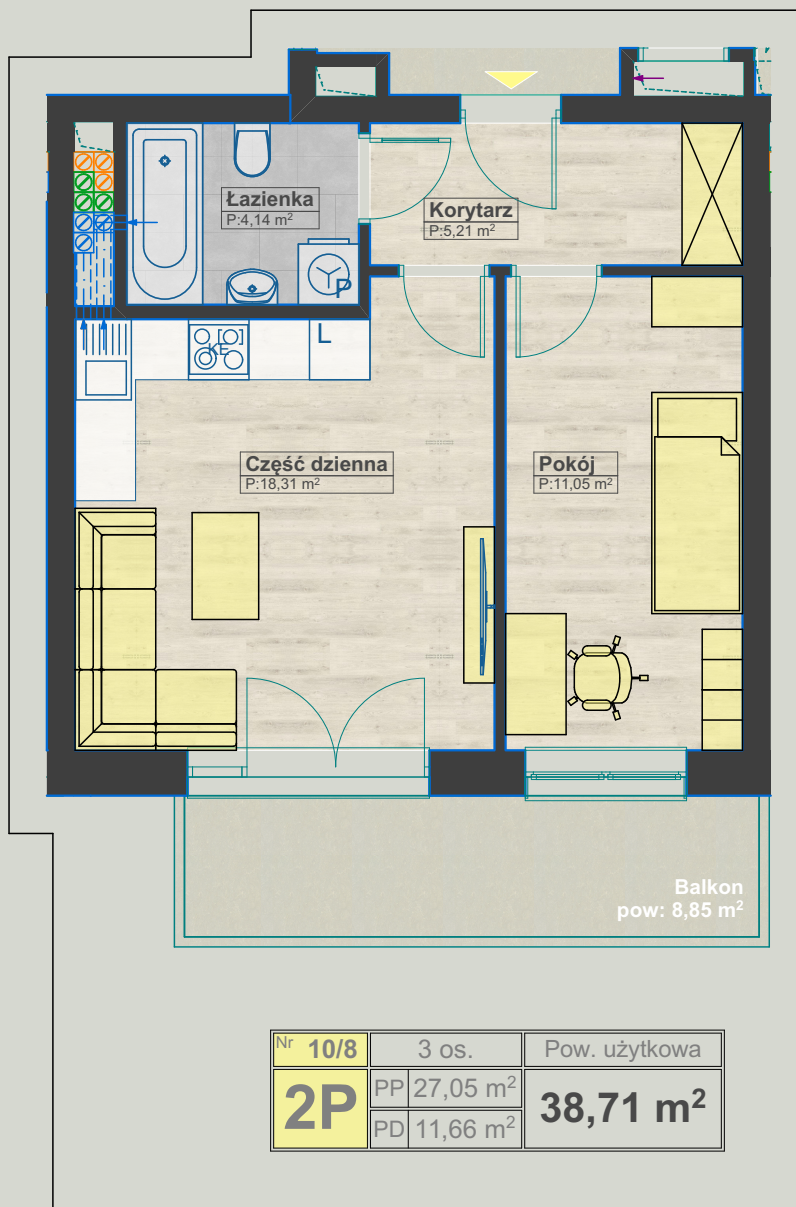 Łazienka
P:4,14 m²
Korytarz
P:5,21 m²
P
KE
L
Część dzienna
P:18,31 m²
Pokój
P:11,05 m²
Balkon
pow: 8,85 m²
Nr 10/8
3 os.
Pow. użytkowa
2P
PP 27,05 m²
38,71 m²
PD 11,66 m²